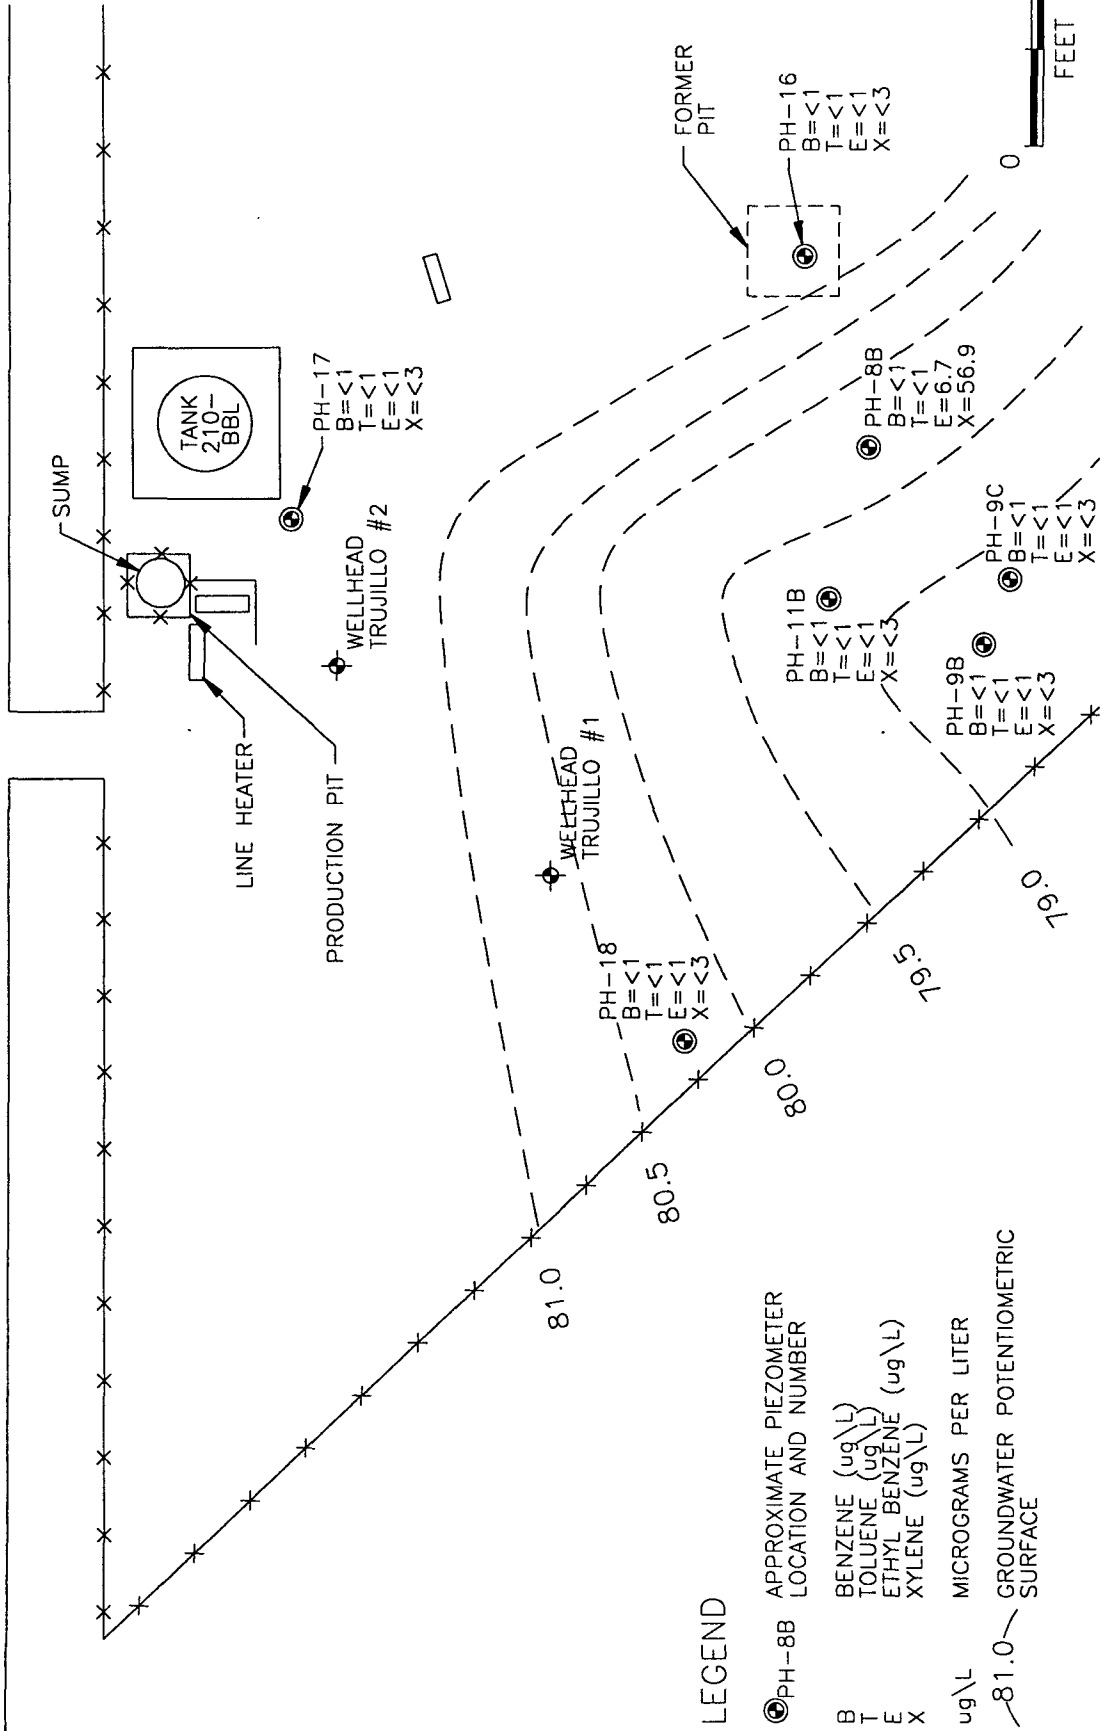 SUMP
TANK
210-
BBL
LINE HEATER
PRODUCTION PIT
PH-17
B=<1
T=<1
E=<1
X=<3
WELLHEAD
TRUJILLO #2
WELLHEAD
TRUJILLO #1
FORMER
PIT
PH-16
B=<1
T=<1
E=<1
X=<3
PH-18
B=<1
T=<1
E=<1
X=<3
PH-8B
B=<1
T=<1
E=6.7
X=56.9
PH-11B
B=<1
T=<1
E=<1
X=<3
PH-9B
B=<1
T=<1
E=<1
X=<3
PH-9C
B=<1
T=<1
E=<1
X=<3
81.0
80.5
80.0
79.5
79.0
0
FEET
LEGEND
PH-8B APPROXIMATE PIEZOMETER
LOCATION AND NUMBER
B BENZENE (ug\L)
T TOLUENE (ug\L)
E ETHYL BENZENE (ug\L)
X XYLENE (ug\L)
ug\L MICROGRAMS PER LITER
81.0 GROUNDWATER POTENTIOMETRIC
SURFACE